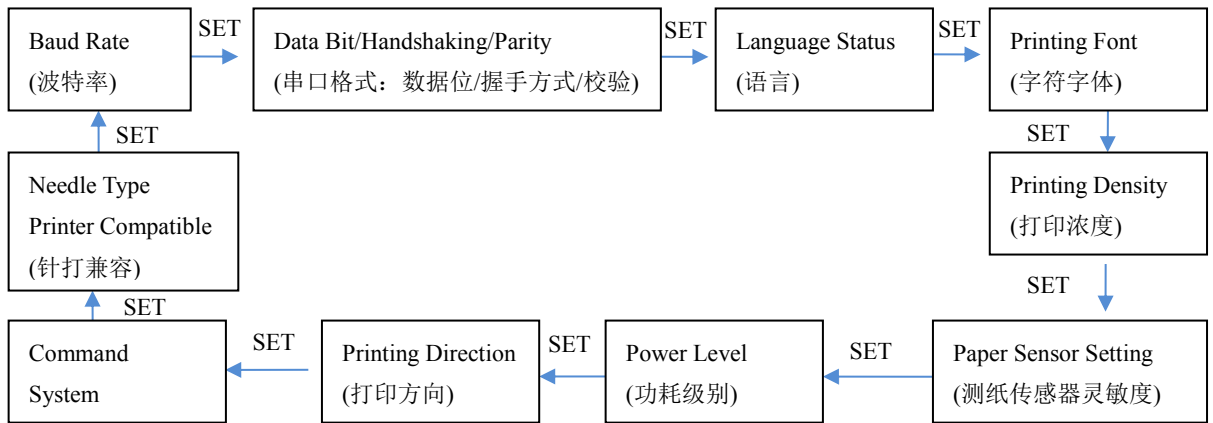 Baud Rate
(波特率)
SET
Data Bit/Handshaking/Parity
(串口格式：数据位/握手方式/校验)
SET
Language Status
(语言)
SET
Printing Font
(字符字体)
SET
Printing Density
(打印浓度)
SET
Paper Sensor Setting
(测纸传感器灵敏度)
SET
Power Level
(功耗级别)
SET
Printing Direction
(打印方向)
SET
Command
System
SET
Needle Type
Printer Compatible
(针打兼容)
SET